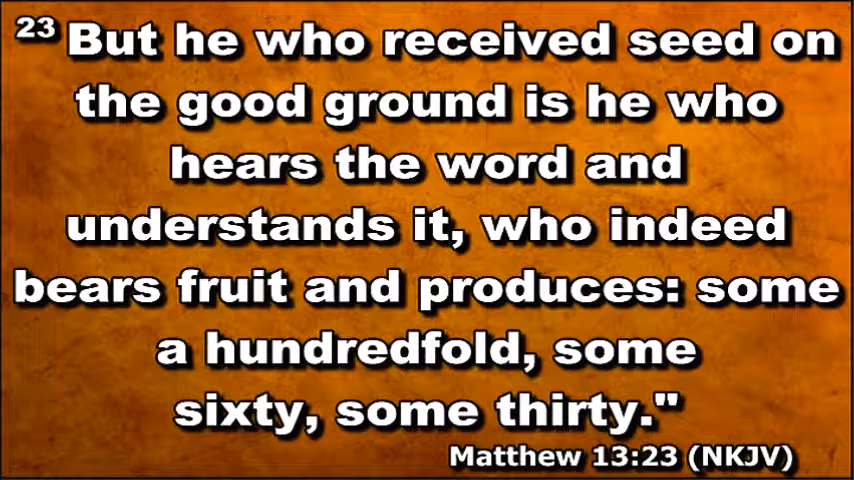 23 But he who received seed on
the good ground is he who
hears the word and
understands it, who indeed
bears fruit and produces: some
a hundredfold, some
sixty, some thirty."
Matthew 13:23 (NKJV)